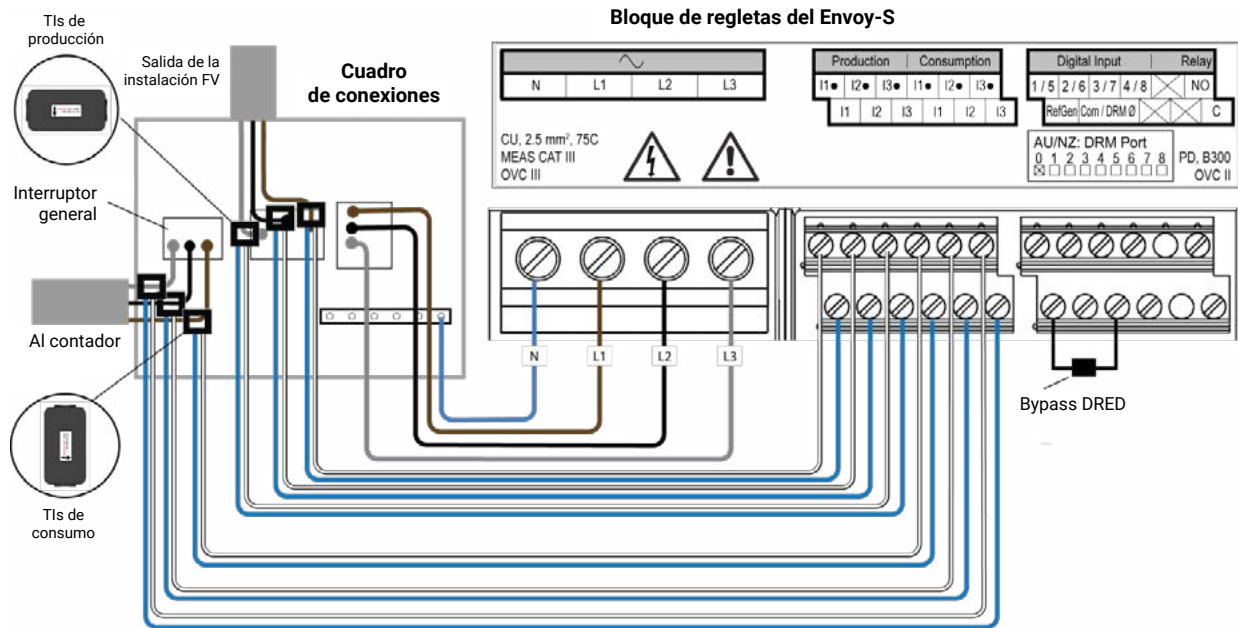 Bloque de regletas del Envoy-S
TIs de
producción
Salida de la
instalación FV
Cuadro
de conexiones
Interruptor
general
Al contador
TIs de
consumo
N L1 L2 L3
CU, 2.5 mm², 75C
MEAS CAT III
OVC III
Production Consumption
I1● I2● I3● I1● I2● I3●
I1 I2 I3 I1 I2 I3
Digital Input Relay
1 / 5 2 / 6 3 / 7 4 / 8 NO
RefGen Com / DRM Ø C
AU/NZ: DRM Port
0 1 2 3 4 5 6 7 8
PD, B300
OVC II
N L1 L2 L3
Bypass DRED